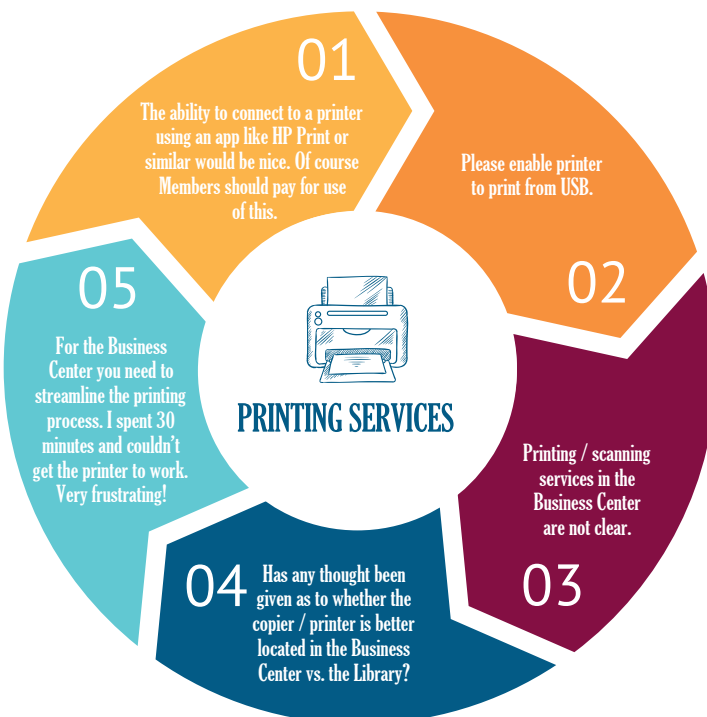 01
The ability to connect to a printer
using an app like HP Print or
similar would be nice. Of course
Members should pay for use
of this.
Please enable printer
to print from USB.
02
Printing / scanning
services in the
Business Center
are not clear.
03
04
Has any thought been
given as to whether the
copier / printer is better
located in the Business
Center vs. the Library?
05
For the Business
Center you need to
streamline the printing
process. I spent 30
minutes and couldn't
get the printer to work.
Very frustrating!
PRINTING SERVICES